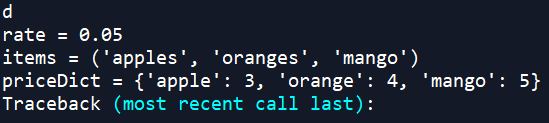 d
rate = 0.05
items = ('apples', 'oranges', 'mango')
priceDict = {'apple': 3, 'orange': 4, 'mango': 5}
Traceback (most recent call last):